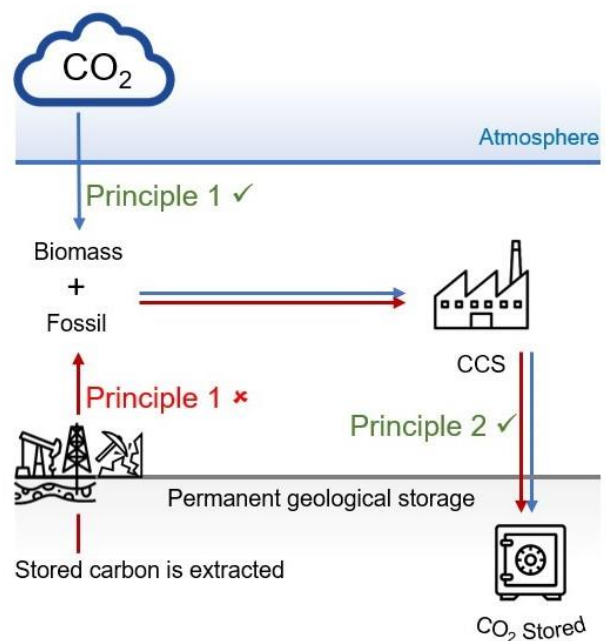 CO₂
Atmosphere
Principle 1 ✓
Biomass
+
Fossil
CCS
Principle 1 ×
Principle 2 ✓
Permanent geological storage
Stored carbon is extracted
CO₂ Stored